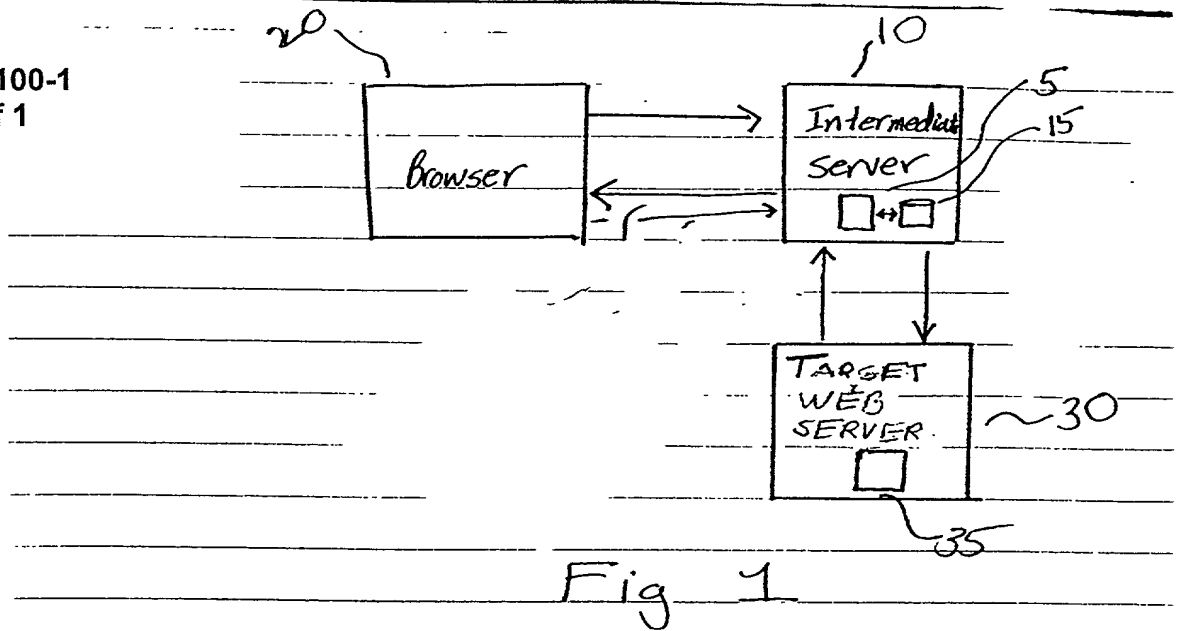 20
10
100-1
f 1
5
15
Browser
Intermediat
server
TARGET
WEB
SERVER
30
35
Fig 1